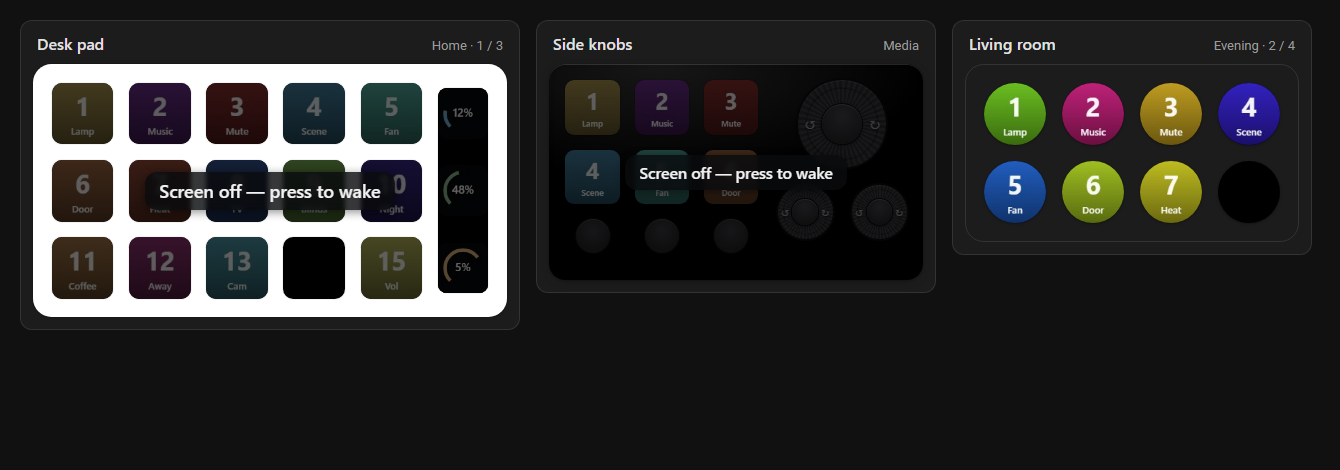 Desk pad
Home · 1 / 3
1
Lamp
2
Music
3
Mute
4
Scene
5
Fan
12%
6
Door
Screen off — press to wake
48%
11
Coffee
12
Away
13
Cam
15
Vol
5%
Side knobs
Media
1
Lamp
2
Music
3
Mute
4
Scene
Fan
Door
Screen off — press to wake
Living room
Evening · 2 / 4
1
Lamp
2
Music
3
Mute
4
Scene
5
Fan
6
Door
7
Heat